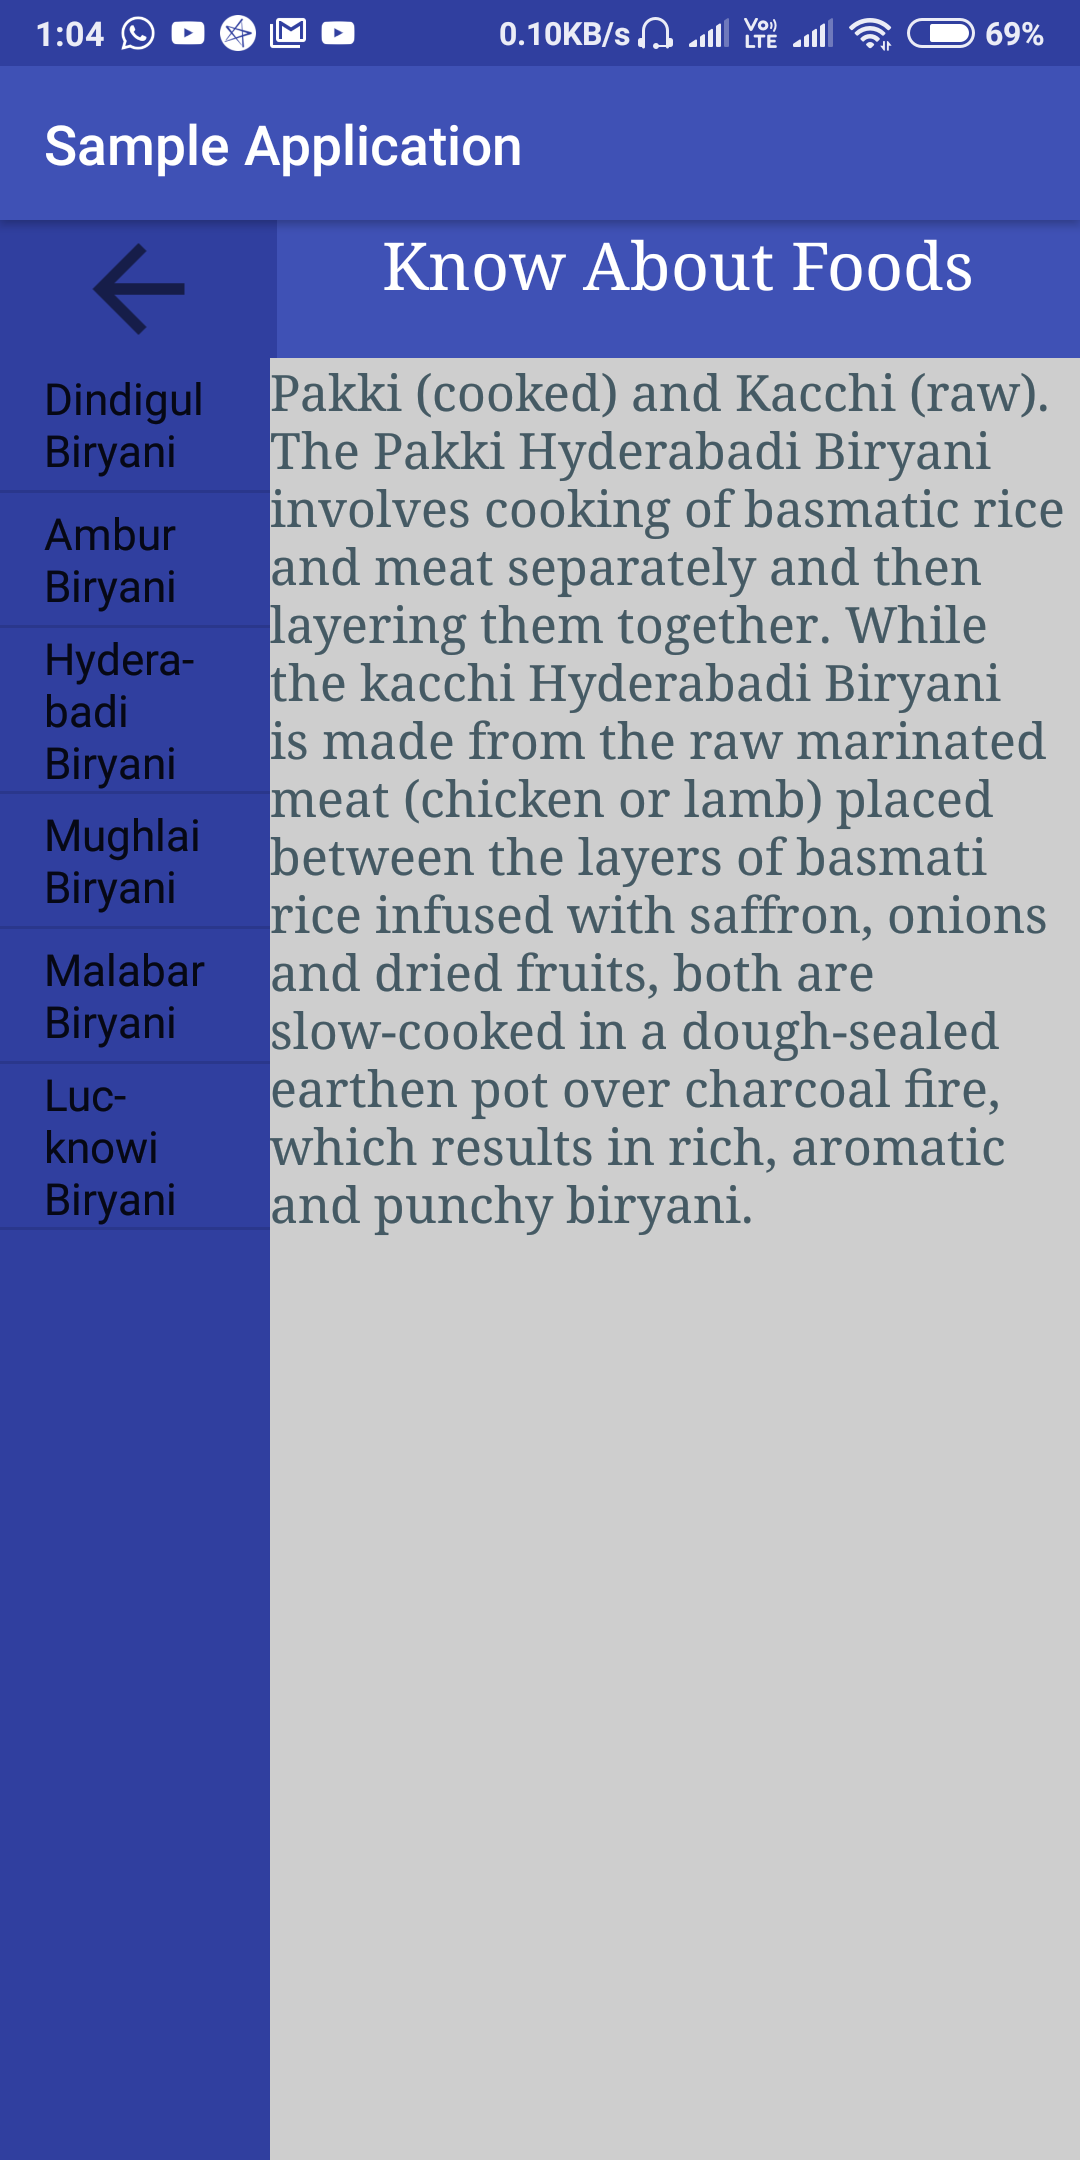 1:04 0.10KB/s Vo)) LTE 69%
Sample Application
Know About Foods
Dindigul
Biryani
Ambur
Biryani
Hydera-
badi
Biryani
Mughlai
Biryani
Malabar
Biryani
Luc-
knowi
Biryani
Pakki (cooked) and Kacchi (raw).
The Pakki Hyderabadi Biryani
involves cooking of basmatic rice
and meat separately and then
layering them together. While
the kacchi Hyderabadi Biryani
is made from the raw marinated
meat (chicken or lamb) placed
between the layers of basmati
rice infused with saffron, onions
and dried fruits, both are
slow-cooked in a dough-sealed
earthen pot over charcoal fire,
which results in rich, aromatic
and punchy biryani.